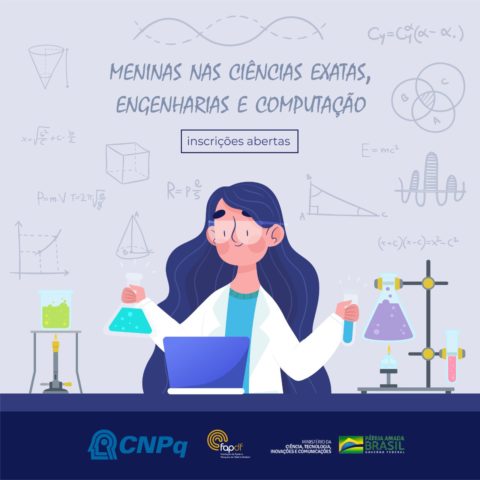 MENINAS NAS CIÊNCIAS EXATAS,
ENGENHARIAS E COMPUTAÇÃO
inscrições abertas
C
B
A
E=mc²
A
C
CNPq
fapdf
MINISTÉRIO DA
CIÊNCIA, TECNOLOGIA,
INOVAÇÕES E COMUNICAÇÕES
PÁTRIA AMADA
BRASIL
GOVERNO FEDERAL